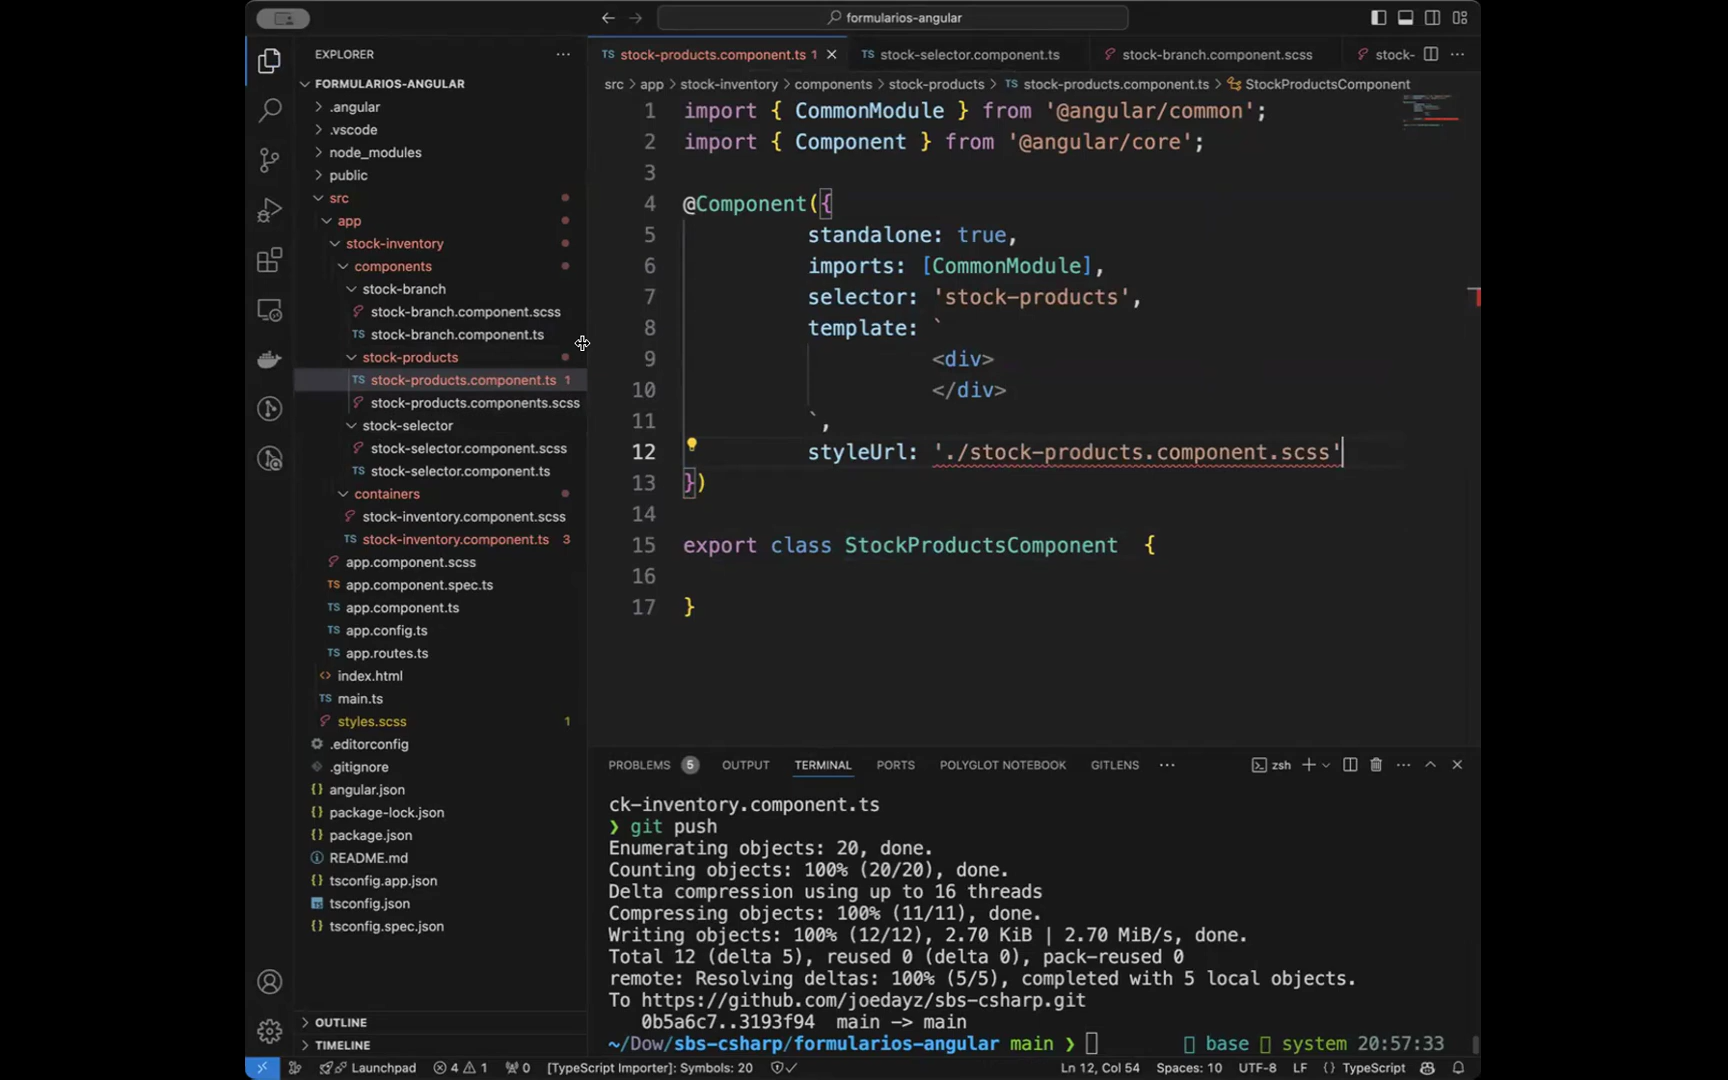 formularios-angular
EXPLORER
FORMULARIOS-ANGULAR
.angular
.vscode
node_modules
public
src
app
stock-inventory
components
stock-branch
stock-branch.component.scss
stock-branch.component.ts
stock-products
stock-products.component.ts 1
stock-products.components.scss
stock-selector
stock-selector.component.scss
stock-selector.component.ts
containers
stock-inventory.component.scss
stock-inventory.component.ts 3
app.component.scss
app.component.spec.ts
app.component.ts
app.config.ts
app.routes.ts
index.html
main.ts
styles.scss 1
.editorconfig
.gitignore
angular.json
package-lock.json
package.json
README.md
tsconfig.app.json
tsconfig.json
tsconfig.spec.json
OUTLINE
TIMELINE
stock-products.component.ts 1 stock-selector.component.ts stock-branch.component.scss stock-
src > app > stock-inventory > components > stock-products > stock-products.component.ts > StockProductsComponent
1 import { CommonModule } from '@angular/common';
2 import { Component } from '@angular/core';
3
4 @Component({
5 standalone: true,
6 imports: [CommonModule],
7 selector: 'stock-products',
8 template: `
9 <div>
10 </div>
11 `,
12 styleUrl: './stock-products.component.scss'
13 })
14
15 export class StockProductsComponent {
16
17 }
PROBLEMS 5 OUTPUT TERMINAL PORTS POLYGLOT NOTEBOOK GITLENS zsh
ck-inventory.component.ts
❯ git push
Enumerating objects: 20, done.
Counting objects: 100% (20/20), done.
Delta compression using up to 16 threads
Compressing objects: 100% (11/11), done.
Writing objects: 100% (12/12), 2.70 KiB | 2.70 MiB/s, done.
Total 12 (delta 5), reused 0 (delta 0), pack-reused 0
remote: Resolving deltas: 100% (5/5), completed with 5 local objects.
To https://github.com/joedayz/sbs-csharp.git
0b5a6c7..3193f94 main -> main
~/Dow/sbs-csharp/formularios-angular main ❯ base system 20:57:33
Launchpad 4 1 0 [TypeScript Importer]: Symbols: 20 Ln 12, Col 54 Spaces: 10 UTF-8 LF {} TypeScript